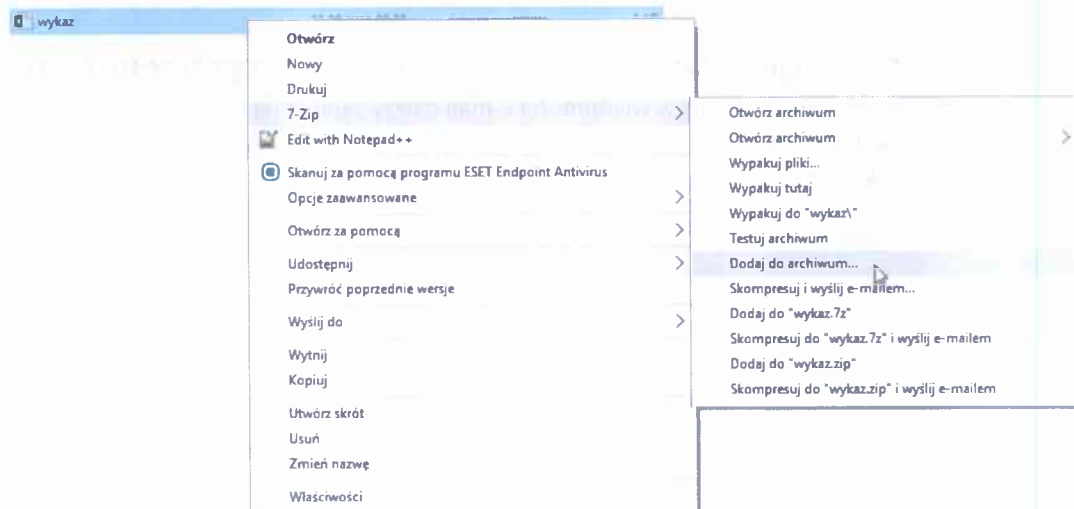 wykaz
Otwórz
Nowy
Drukuj
7-Zip
Edit with Notepad++
Skanuj za pomocą programu ESET Endpoint Antivirus
Opcje zaawansowane
Otwórz za pomocą
Udostępnij
Przywróć poprzednie wersje
Wyślij do
Wytnij
Kopiuj
Utwórz skrót
Usuń
Zmień nazwę
Właściwości
Otwórz archiwum
Otwórz archiwum
Wypakuj pliki...
Wypakuj tutaj
Wypakuj do "wykaz\"
Testuj archiwum
Dodaj do archiwum...
Skompresuj i wyślij e-mailem...
Dodaj do "wykaz.7z"
Skompresuj do "wykaz.7z" i wyślij e-mailem
Dodaj do "wykaz.zip"
Skompresuj do "wykaz.zip" i wyślij e-mailem